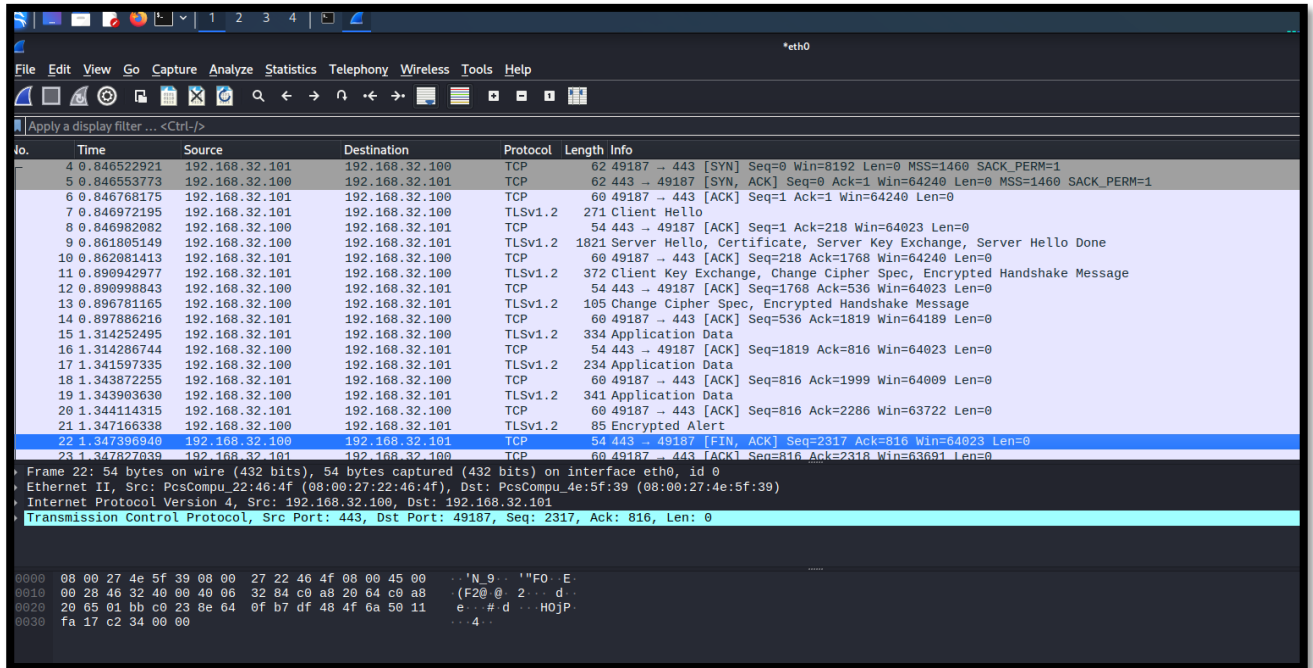 1 2 3 4
*eth0
File Edit View Go Capture Analyze Statistics Telephony Wireless Tools Help
Apply a display filter ... <Ctrl-/>
No. Time Source Destination Protocol Length Info
4 0.846522921 192.168.32.101 192.168.32.100 TCP 62 49187 → 443 [SYN] Seq=0 Win=8192 Len=0 MSS=1460 SACK_PERM=1
5 0.846553773 192.168.32.100 192.168.32.101 TCP 62 443 → 49187 [SYN, ACK] Seq=0 Ack=1 Win=64240 Len=0 MSS=1460 SACK_PERM=1
6 0.846768175 192.168.32.101 192.168.32.100 TCP 60 49187 → 443 [ACK] Seq=1 Ack=1 Win=64240 Len=0
7 0.846972195 192.168.32.101 192.168.32.100 TLSv1.2 271 Client Hello
8 0.846982082 192.168.32.100 192.168.32.101 TCP 54 443 → 49187 [ACK] Seq=1 Ack=218 Win=64023 Len=0
9 0.861805149 192.168.32.100 192.168.32.101 TLSv1.2 1821 Server Hello, Certificate, Server Key Exchange, Server Hello Done
10 0.862081413 192.168.32.101 192.168.32.100 TCP 60 49187 → 443 [ACK] Seq=218 Ack=1768 Win=64240 Len=0
11 0.890942977 192.168.32.101 192.168.32.100 TLSv1.2 372 Client Key Exchange, Change Cipher Spec, Encrypted Handshake Message
12 0.890998843 192.168.32.100 192.168.32.101 TCP 54 443 → 49187 [ACK] Seq=1768 Ack=536 Win=64023 Len=0
13 0.896781165 192.168.32.100 192.168.32.101 TLSv1.2 105 Change Cipher Spec, Encrypted Handshake Message
14 0.897886216 192.168.32.101 192.168.32.100 TCP 60 49187 → 443 [ACK] Seq=536 Ack=1819 Win=64189 Len=0
15 1.314252495 192.168.32.101 192.168.32.100 TLSv1.2 334 Application Data
16 1.314286744 192.168.32.100 192.168.32.101 TCP 54 443 → 49187 [ACK] Seq=1819 Ack=816 Win=64023 Len=0
17 1.341597335 192.168.32.100 192.168.32.101 TLSv1.2 234 Application Data
18 1.343872255 192.168.32.101 192.168.32.100 TCP 60 49187 → 443 [ACK] Seq=816 Ack=1999 Win=64009 Len=0
19 1.343903630 192.168.32.100 192.168.32.101 TLSv1.2 341 Application Data
20 1.344114315 192.168.32.101 192.168.32.100 TCP 60 49187 → 443 [ACK] Seq=816 Ack=2286 Win=63722 Len=0
21 1.347166338 192.168.32.100 192.168.32.101 TLSv1.2 85 Encrypted Alert
22 1.347396940 192.168.32.100 192.168.32.101 TCP 54 443 → 49187 [FIN, ACK] Seq=2317 Ack=816 Win=64023 Len=0
23 1.347827039 192.168.32.101 192.168.32.100 TCP 60 49187 → 443 [ACK] Seq=816 Ack=2318 Win=63691 Len=0
Frame 22: 54 bytes on wire (432 bits), 54 bytes captured (432 bits) on interface eth0, id 0
Ethernet II, Src: PcsCompu_22:46:4f (08:00:27:22:46:4f), Dst: PcsCompu_4e:5f:39 (08:00:27:4e:5f:39)
Internet Protocol Version 4, Src: 192.168.32.100, Dst: 192.168.32.101
Transmission Control Protocol, Src Port: 443, Dst Port: 49187, Seq: 2317, Ack: 816, Len: 0
0000 08 00 27 4e 5f 39 08 00 27 22 46 4f 08 00 45 00 ··'N_9·· '"FO··E·
0010 00 28 46 32 40 00 40 06 32 84 c0 a8 20 64 c0 a8 ·(F2@·@· 2··· d··
0020 20 65 01 bb c0 23 8e 64 0f b7 df 48 4f 6a 50 11 e···#·d ···HOjP·
0030 fa 17 c2 34 00 00 ···4··